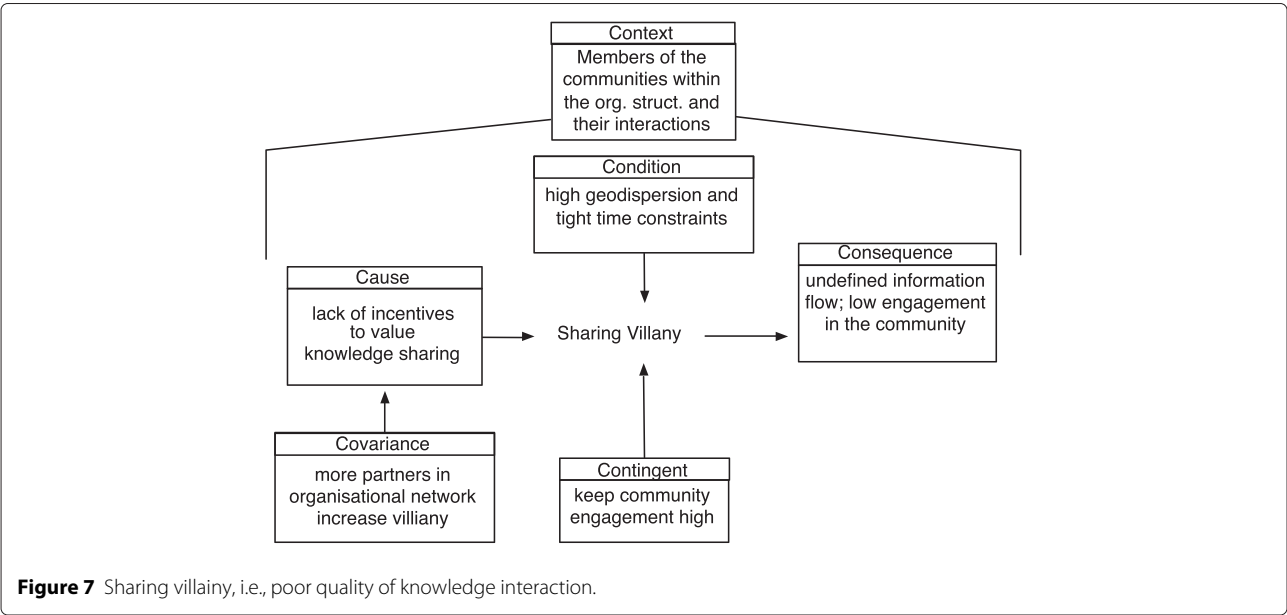 Context
Members of the
communities within
the org. struct. and
their interactions
Condition
high geodispersion and
tight time constraints
Consequence
undefined information
flow; low engagement
in the community
Cause
lack of incentives
to value
knowledge sharing
Sharing Villany
Covariance
more partners in
organisational network
increase villiany
Contingent
keep community
engagement high
Figure 7 Sharing villainy, i.e., poor quality of knowledge interaction.